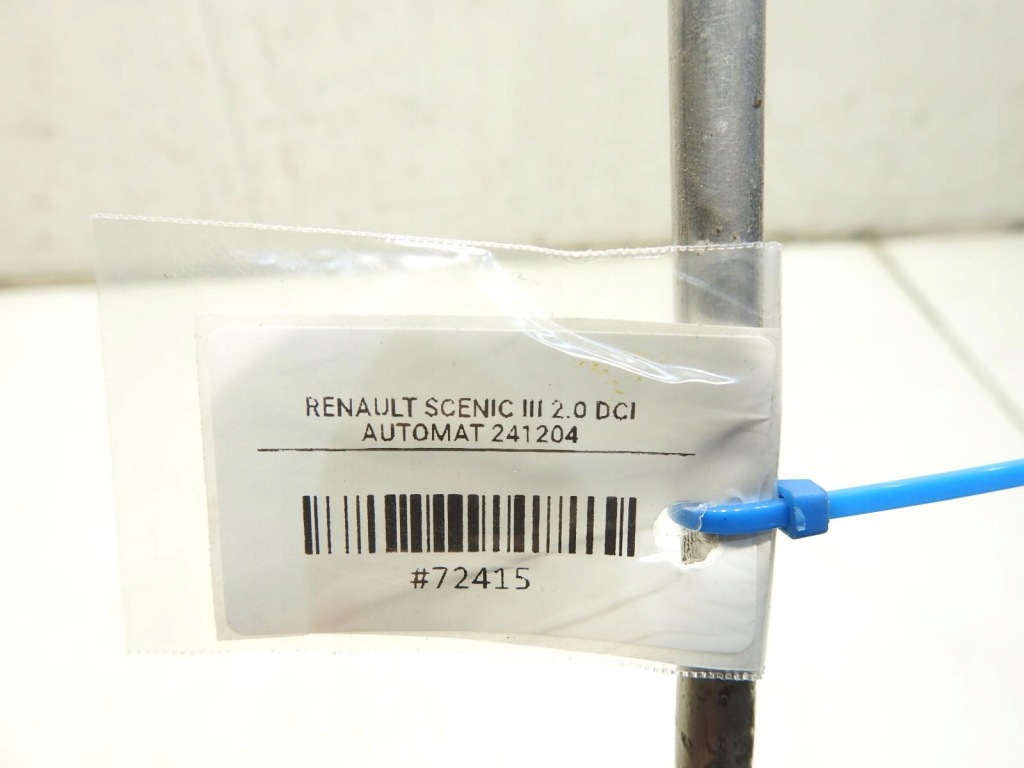 RENAULT SCENIC III 2.0 DCI
AUTOMAT 241204
#72415